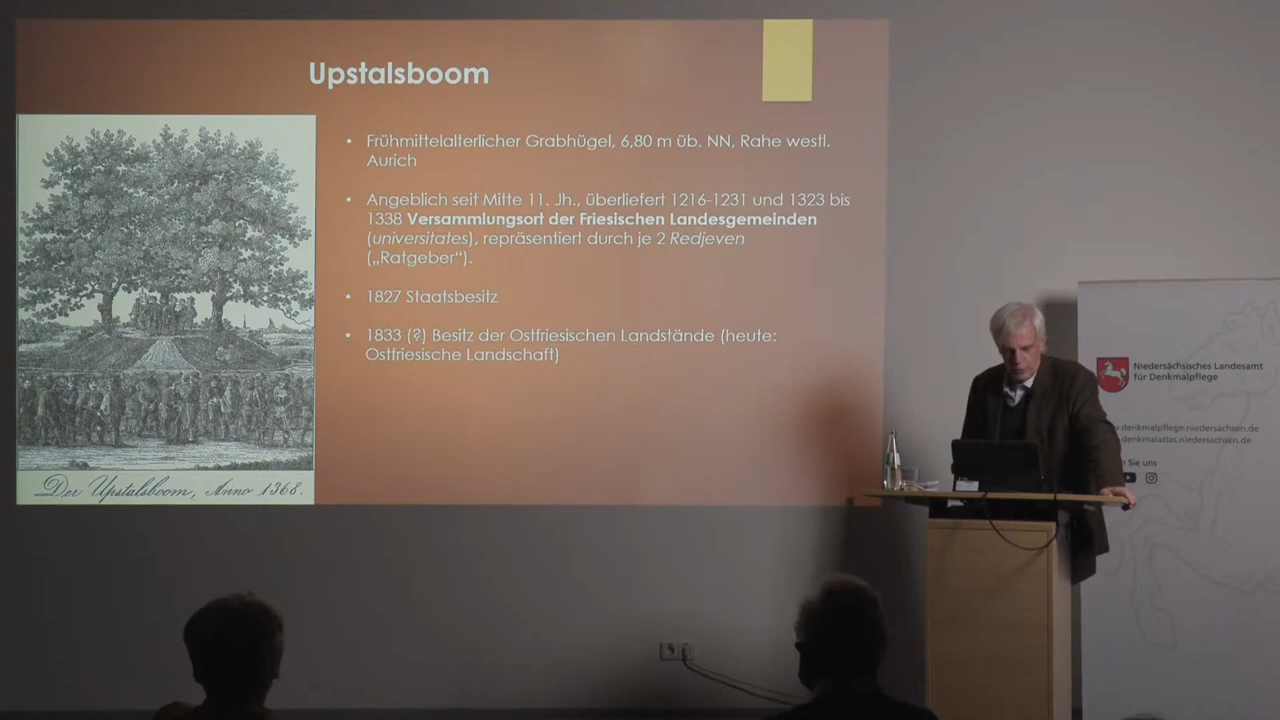 Upstalsboom
• Frühmittelalterlicher Grabhügel, 6,80 m üb. NN, Rahe westl.
Aurich
• Angeblich seit Mitte 11. Jh., überliefert 1216-1231 und 1323 bis
1338 Versammlungsort der Friesischen Landesgemeinden
(universitates), repräsentiert durch je 2 Redjeven
(„Ratgeber“).
• 1827 Staatsbesitz
• 1833 (?) Besitz der Ostfriesischen Landstände (heute:
Ostfriesische Landschaft)
Der Upstalsboom, Anno 1368.
Niedersächsisches Landesamt
für Denkmalpflege
.denkmalpflege.niedersachsen.de
denkmalatlas.niedersachsen.de
Sie uns